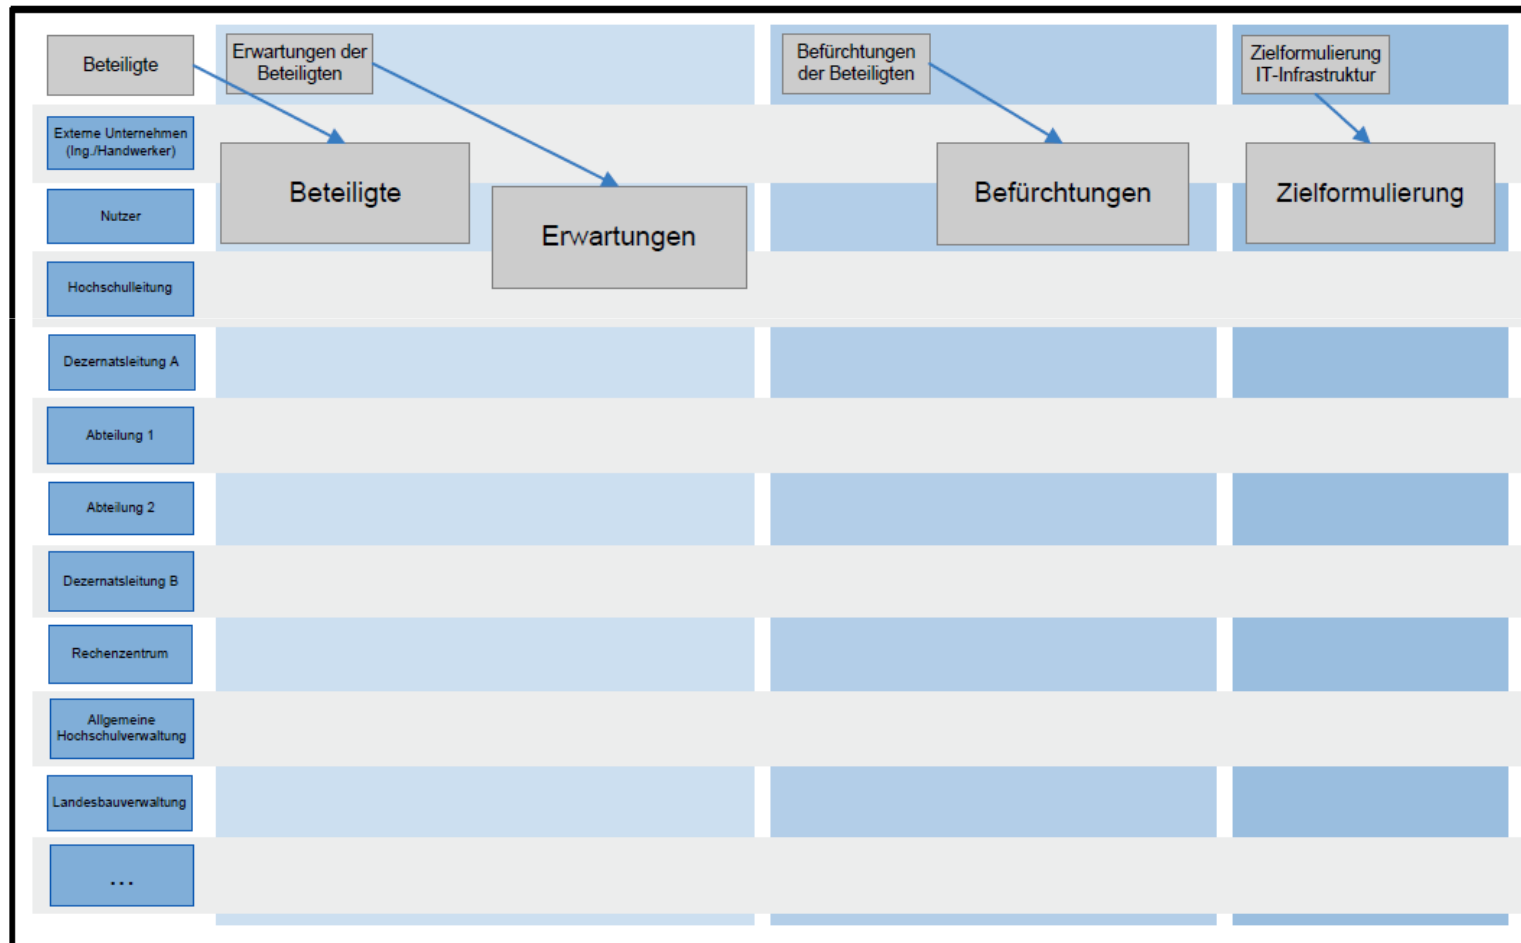 Beteiligte
Erwartungen der
Beteiligten
Befürchtungen
der Beteiligten
Zielformulierung
IT-Infrastruktur
Externe Unternehmen
(Ing./Handwerker)
Beteiligte
Erwartungen
Befürchtungen
Zielformulierung
Nutzer
Hochschulleitung
Dezernatsleitung A
Abteilung 1
Abteilung 2
Dezernatsleitung B
Rechenzentrum
Allgemeine
Hochschulverwaltung
Landesbauverwaltung
...